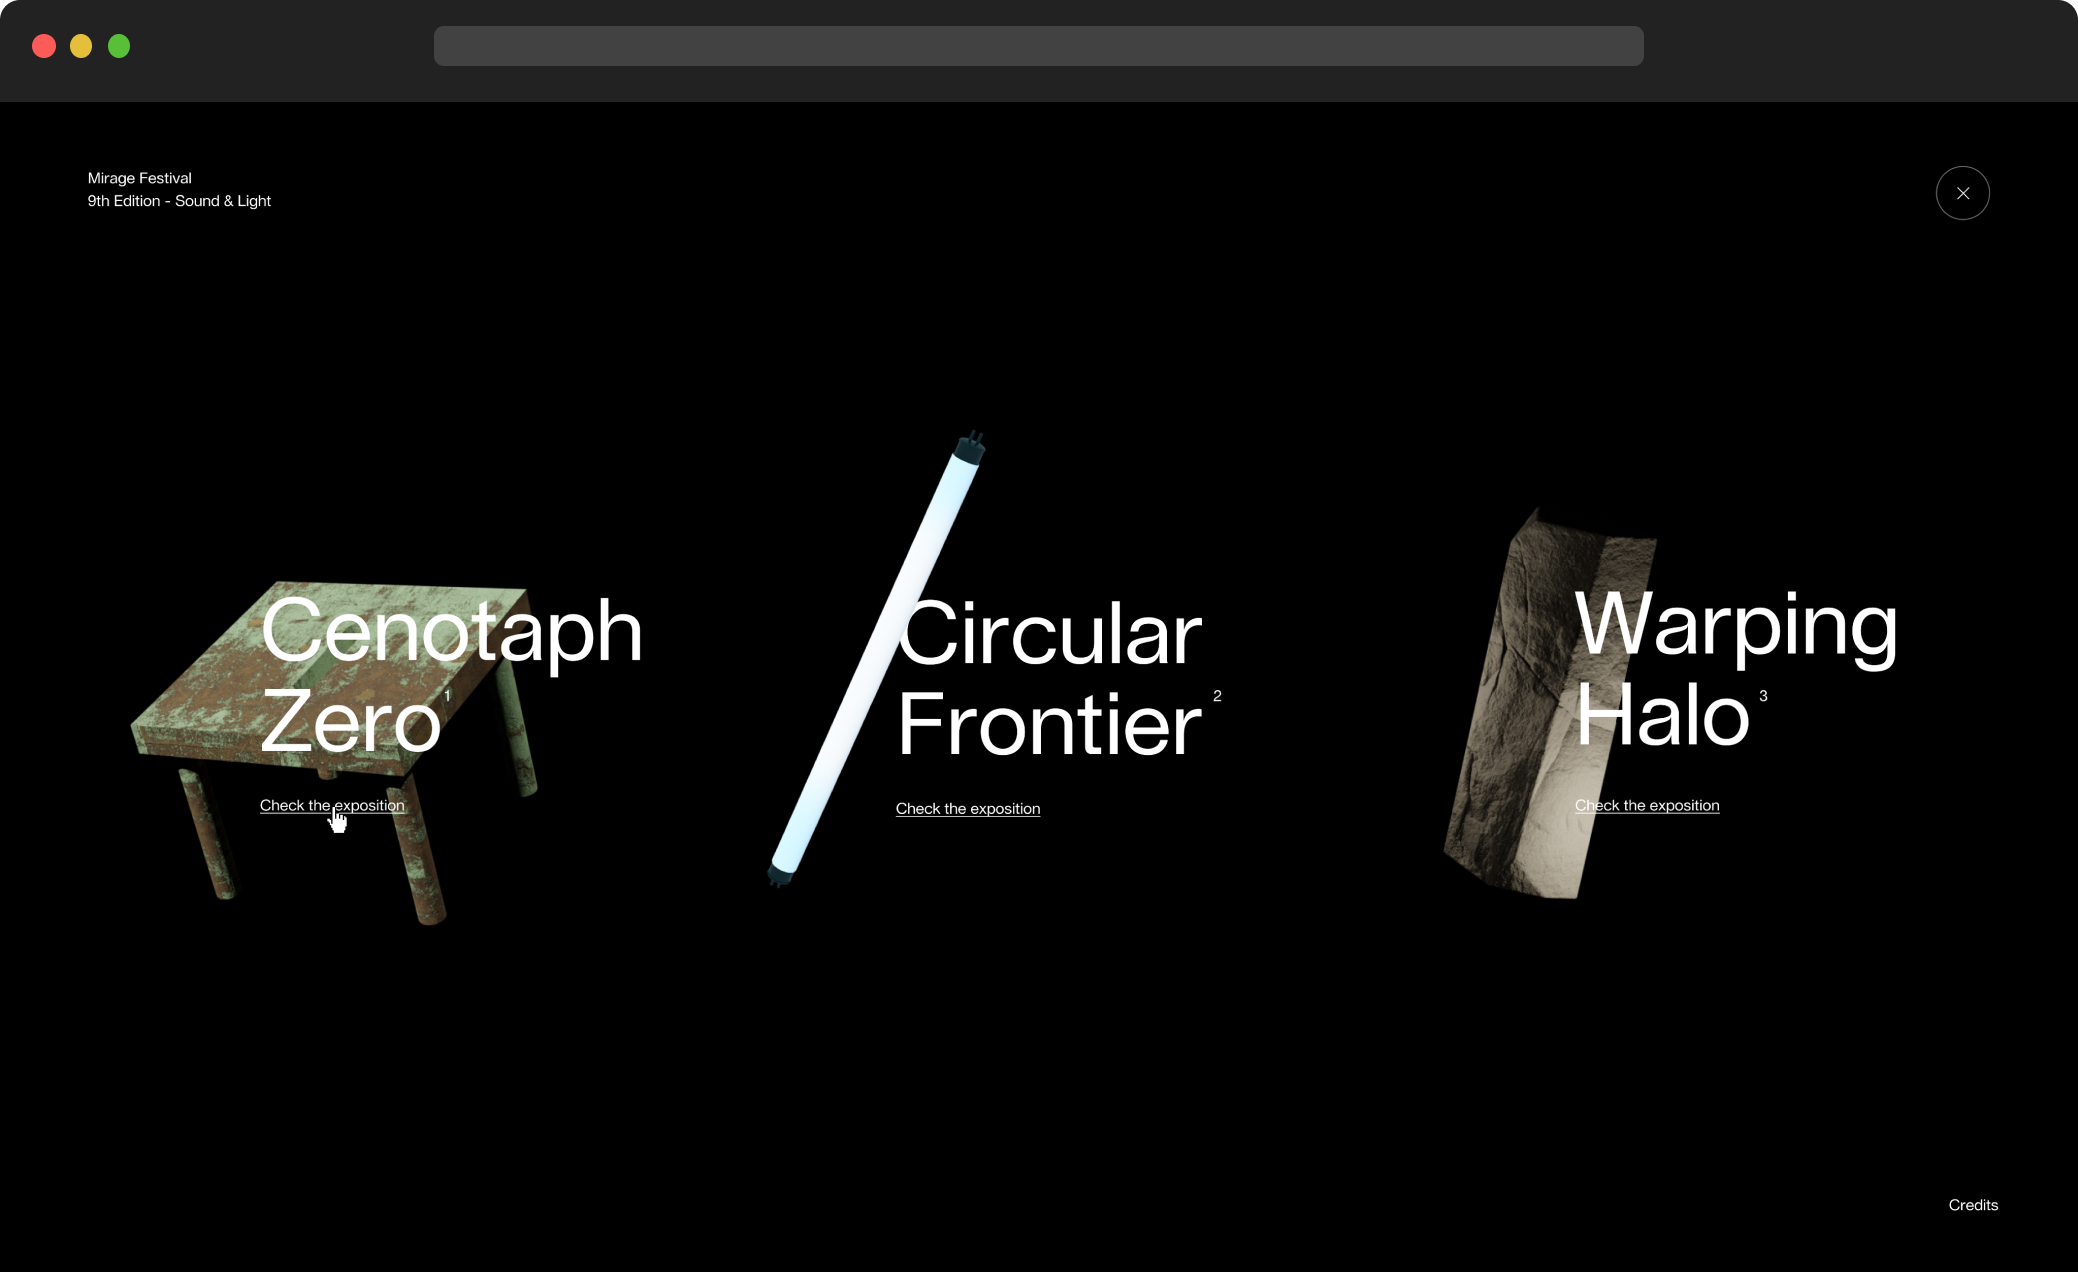 Mirage Festival
9th Edition - Sound & Light
Cenotaph
Zero 1
Check the exposition
Circular
Frontier 2
Check the exposition
Warping
Halo 3
Check the exposition
Credits